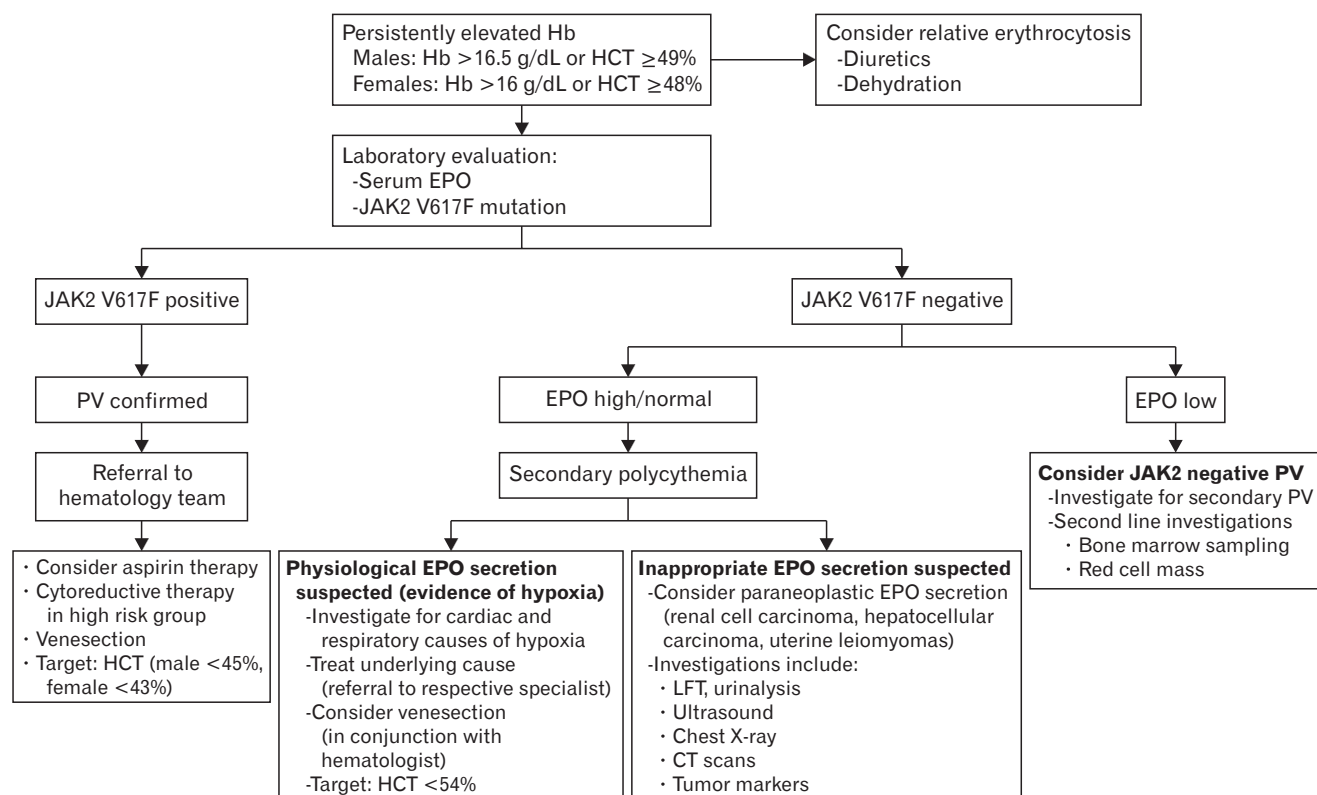 Persistently elevated Hb
Males: Hb >16.5 g/dL or HCT ≥49%
Females: Hb >16 g/dL or HCT ≥48%
Consider relative erythrocytosis
-Diuretics
-Dehydration
Laboratory evaluation:
-Serum EPO
-JAK2 V617F mutation
JAK2 V617F positive
JAK2 V617F negative
PV confirmed
EPO high/normal
EPO low
Referral to
hematology team
Secondary polycythemia
Consider JAK2 negative PV
-Investigate for secondary PV
-Second line investigations
· Bone marrow sampling
· Red cell mass
· Consider aspirin therapy
· Cytoreductive therapy
in high risk group
· Venesection
· Target: HCT (male <45%,
female <43%)
Physiological EPO secretion
suspected (evidence of hypoxia)
-Investigate for cardiac and
respiratory causes of hypoxia
-Treat underlying cause
(referral to respective specialist)
-Consider venesection
(in conjunction with
hematologist)
-Target: HCT <54%
Inappropriate EPO secretion suspected
-Consider paraneoplastic EPO secretion
(renal cell carcinoma, hepatocellular
carcinoma, uterine leiomyomas)
-Investigations include:
· LFT, urinalysis
· Ultrasound
· Chest X-ray
· CT scans
· Tumor markers